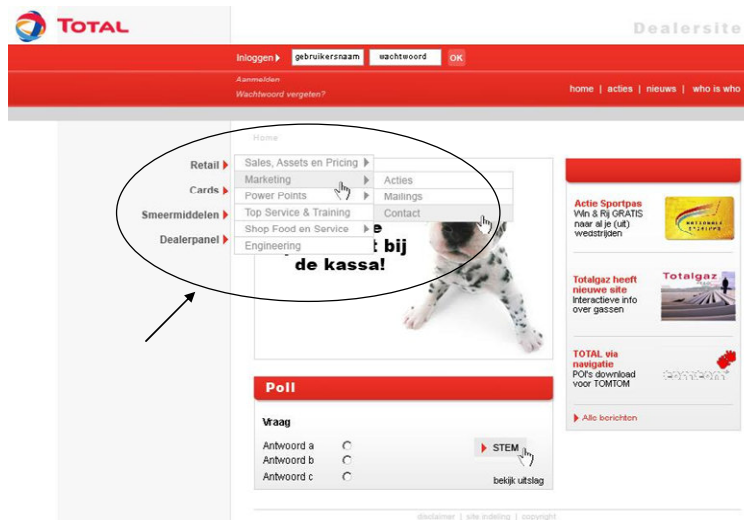 TOTAL
Dealersite
Inloggen
gebruikersnaam
wachtwoord
OK
Aanmelden
Wachtwoord vergeten?
home | acties | nieuws | who is who
Home
Retail
Cards
Smeermiddelen
Dealerpanel
Sales, Assets en Pricing
Marketing
Power Points
Top Service & Training
Shop Food en Service
Engineering
Acties
Mailings
Contact
bij
de kassa!
Actie Sportpas
Win & Rij GRATIS
naar al je (uit)
wedstrijden
Totalgaz heeft
nieuwe site
Interactieve info
over gassen
Totalgaz
TOTAL via
navigatie
POI's download
voor TOMTOM
tomtom
Alle berichten
Poll
Vraag
Antwoord a
Antwoord b
Antwoord c
STEM
bekijk uitslag
disclaimer | site indeling | copyright